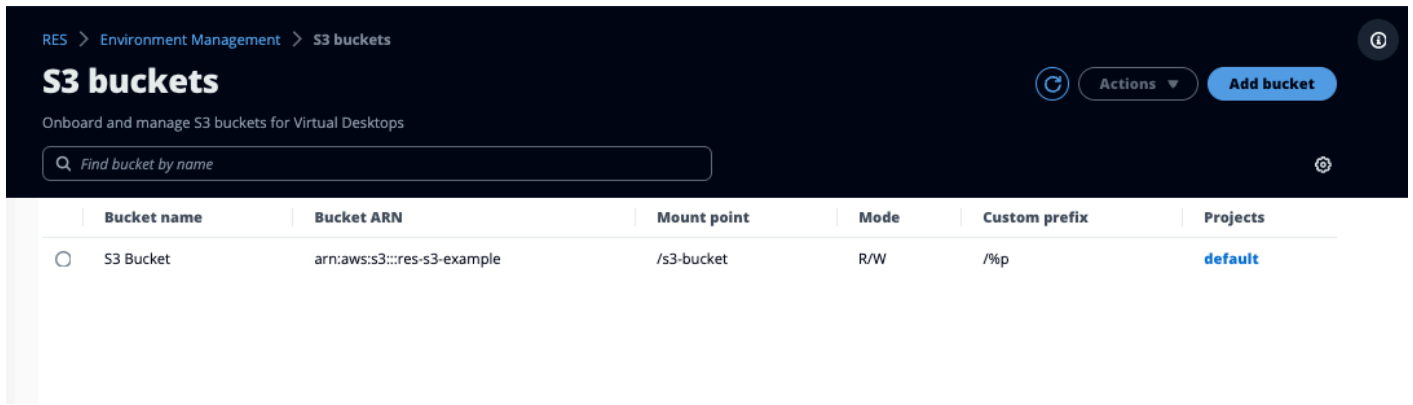 RES > Environment Management > S3 buckets
S3 buckets
Actions Add bucket
Onboard and manage S3 buckets for Virtual Desktops
Find bucket by name
Bucket name Bucket ARN Mount point Mode Custom prefix Projects
S3 Bucket arn:aws:s3:::res-s3-example /s3-bucket R/W /%p default